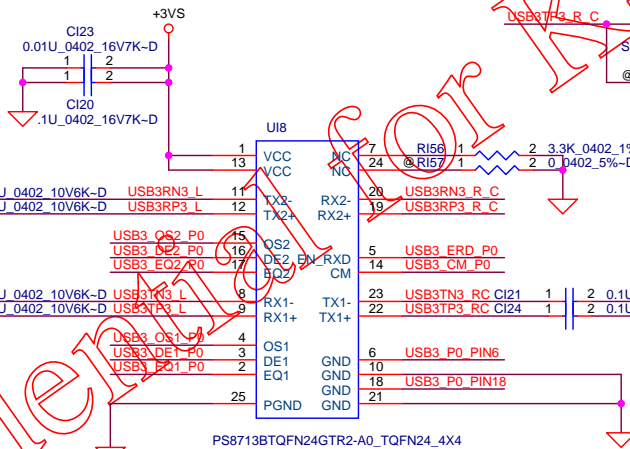 +3VS
USB3TP3_R_C
CI23
0.01U_0402_16V7K~D
1 2
1 2
CI20
.1U_0402_16V7K~D
UI8
1 VCC
13 VCC
NC 7 RI56 1 2 3.3K_0402_1%
NC 24 @RI57 1 2 0_0402_5%~D
U_0402_10V6K~D USB3RN3_L 11 TX2-
U_0402_10V6K~D USB3RP3_L 12 TX2+
RX2- 20 USB3RN3_R_C
RX2+ 19 USB3RP3_R_C
USB3_OS2_P0 15 OS2
USB3_DE2_P0 16 DE2
USB3_EQ2_P0 17 EQ2
EN_RXD 5 USB3_ERD_P0
CM 14 USB3_CM_P0
U_0402_10V6K~D USB3TN3_L 8 RX1-
U_0402_10V6K~D USB3TP3_L 9 RX1+
TX1- 23 USB3TN3_RC CI21 1 2 0.1U
TX1+ 22 USB3TP3_RC CI24 1 2 0.1U
USB3_OS1_P0 4 OS1
USB3_DE1_P0 3 DE1
USB3_EQ1_P0 2 EQ1
GND 6 USB3_P0_PIN6
GND 10
GND 18 USB3_P0_PIN18
GND 21
25 PGND
PS8713BTQFN24GTR2-A0_TQFN24_4X4
lential for K